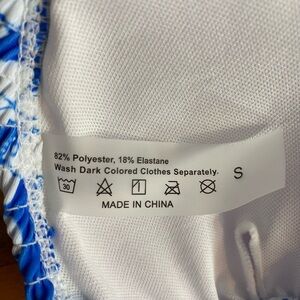 82% Polyester, 18% Elastane
Wash Dark Colored Clothes Separately.
30 S
MADE IN CHINA